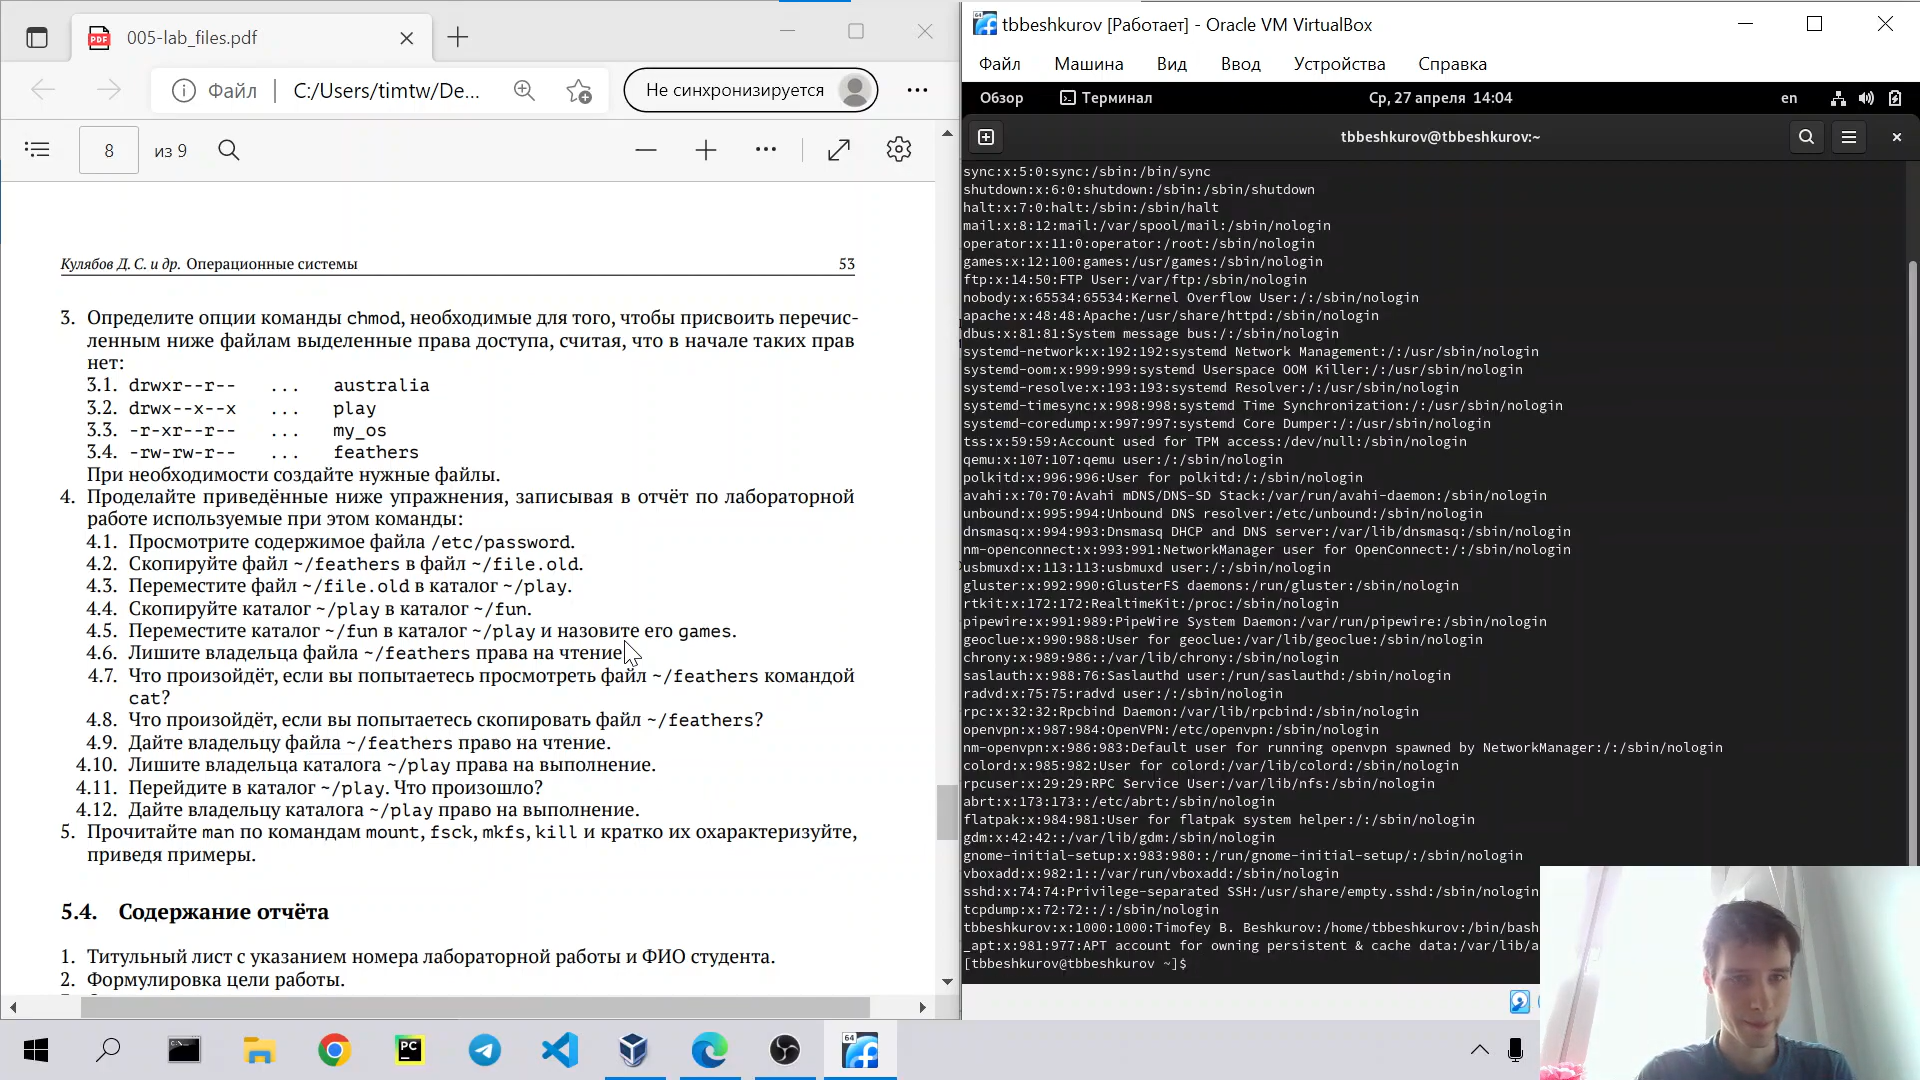 005-lab_files.pdf
Файл
C:/Users/timtw/De...
Не синхронизируется
8
из 9
Кулябов Д. С. и др. Операционные системы 53
3. Определите опции команды chmod, необходимые для того, чтобы присвоить перечис-
ленным ниже файлам выделенные права доступа, считая, что в начале таких прав
нет:
3.1. drwxr--r-- ... australia
3.2. drwx--x--x ... play
3.3. -r-xr--r-- ... my_os
3.4. -rw-rw-r-- ... feathers
При необходимости создайте нужные файлы.
4. Проделайте приведённые ниже упражнения, записывая в отчёт по лабораторной
работе используемые при этом команды:
4.1. Просмотрите содержимое файла /etc/password.
4.2. Скопируйте файл ~/feathers в файл ~/file.old.
4.3. Переместите файл ~/file.old в каталог ~/play.
4.4. Скопируйте каталог ~/play в каталог ~/fun.
4.5. Переместите каталог ~/fun в каталог ~/play и назовите его games.
4.6. Лишите владельца файла ~/feathers права на чтение.
4.7. Что произойдёт, если вы попытаетесь просмотреть файл ~/feathers командой
cat?
4.8. Что произойдёт, если вы попытаетесь скопировать файл ~/feathers?
4.9. Дайте владельцу файла ~/feathers право на чтение.
4.10. Лишите владельца каталога ~/play права на выполнение.
4.11. Перейдите в каталог ~/play. Что произошло?
4.12. Дайте владельцу каталога ~/play право на выполнение.
5. Прочитайте man по командам mount, fsck, mkfs, kill и кратко их охарактеризуйте,
приведя примеры.
5.4. Содержание отчёта
1. Титульный лист с указанием номера лабораторной работы и ФИО студента.
2. Формулировка цели работы.
tbbeshkurov [Работает] - Oracle VM VirtualBox
Файл Машина Вид Ввод Устройства Справка
Обзор Терминал Ср, 27 апреля 14:04 en
tbbeshkurov@tbbeshkurov:~
sync:x:5:0:sync:/sbin:/bin/sync
shutdown:x:6:0:shutdown:/sbin:/sbin/shutdown
halt:x:7:0:halt:/sbin:/sbin/halt
mail:x:8:12:mail:/var/spool/mail:/sbin/nologin
operator:x:11:0:operator:/root:/sbin/nologin
games:x:12:100:games:/usr/games:/sbin/nologin
ftp:x:14:50:FTP User:/var/ftp:/sbin/nologin
nobody:x:65534:65534:Kernel Overflow User:/:/sbin/nologin
apache:x:48:48:Apache:/usr/share/httpd:/sbin/nologin
dbus:x:81:81:System message bus:/:/sbin/nologin
systemd-network:x:192:192:systemd Network Management:/:/usr/sbin/nologin
systemd-oom:x:999:999:systemd Userspace OOM Killer:/:/usr/sbin/nologin
systemd-resolve:x:193:193:systemd Resolver:/:/usr/sbin/nologin
systemd-timesync:x:998:998:systemd Time Synchronization:/:/usr/sbin/nologin
systemd-coredump:x:997:997:systemd Core Dumper:/:/usr/sbin/nologin
tss:x:59:59:Account used for TPM access:/dev/null:/sbin/nologin
qemu:x:107:107:qemu user:/:/sbin/nologin
polkitd:x:996:996:User for polkitd:/:/sbin/nologin
avahi:x:70:70:Avahi mDNS/DNS-SD Stack:/var/run/avahi-daemon:/sbin/nologin
unbound:x:995:994:Unbound DNS resolver:/etc/unbound:/sbin/nologin
dnsmasq:x:994:993:Dnsmasq DHCP and DNS server:/var/lib/dnsmasq:/sbin/nologin
nm-openconnect:x:993:991:NetworkManager user for OpenConnect:/:/sbin/nologin
usbmuxd:x:113:113:usbmuxd user:/:/sbin/nologin
gluster:x:992:990:GlusterFS daemons:/run/gluster:/sbin/nologin
rtkit:x:172:172:RealtimeKit:/proc:/sbin/nologin
pipewire:x:991:989:PipeWire System Daemon:/var/run/pipewire:/sbin/nologin
geoclue:x:990:988:User for geoclue:/var/lib/geoclue:/sbin/nologin
chrony:x:989:986::/var/lib/chrony:/sbin/nologin
saslauth:x:988:76:Saslauthd user:/run/saslauthd:/sbin/nologin
radvd:x:75:75:radvd user:/:/sbin/nologin
rpc:x:32:32:Rpcbind Daemon:/var/lib/rpcbind:/sbin/nologin
openvpn:x:987:984:OpenVPN:/etc/openvpn:/sbin/nologin
nm-openvpn:x:986:983:Default user for running openvpn spawned by NetworkManager:/:/sbin/nologin
colord:x:985:982:User for colord:/var/lib/colord:/sbin/nologin
rpcuser:x:29:29:RPC Service User:/var/lib/nfs:/sbin/nologin
abrt:x:173:173::/etc/abrt:/sbin/nologin
flatpak:x:984:981:User for flatpak system helper:/:/sbin/nologin
gdm:x:42:42::/var/lib/gdm:/sbin/nologin
gnome-initial-setup:x:983:980::/run/gnome-initial-setup/:/sbin/nologin
vboxadd:x:982:1::/var/run/vboxadd:/sbin/nologin
sshd:x:74:74:Privilege-separated SSH:/usr/share/empty.sshd:/sbin/nologin
tcpdump:x:72:72::/:/sbin/nologin
tbbeshkurov:x:1000:1000:Timofey B. Beshkurov:/home/tbbeshkurov:/bin/bash
_apt:x:981:977:APT account for owning persistent & cache data:/var/lib/a
[tbbeshkurov@tbbeshkurov ~]$